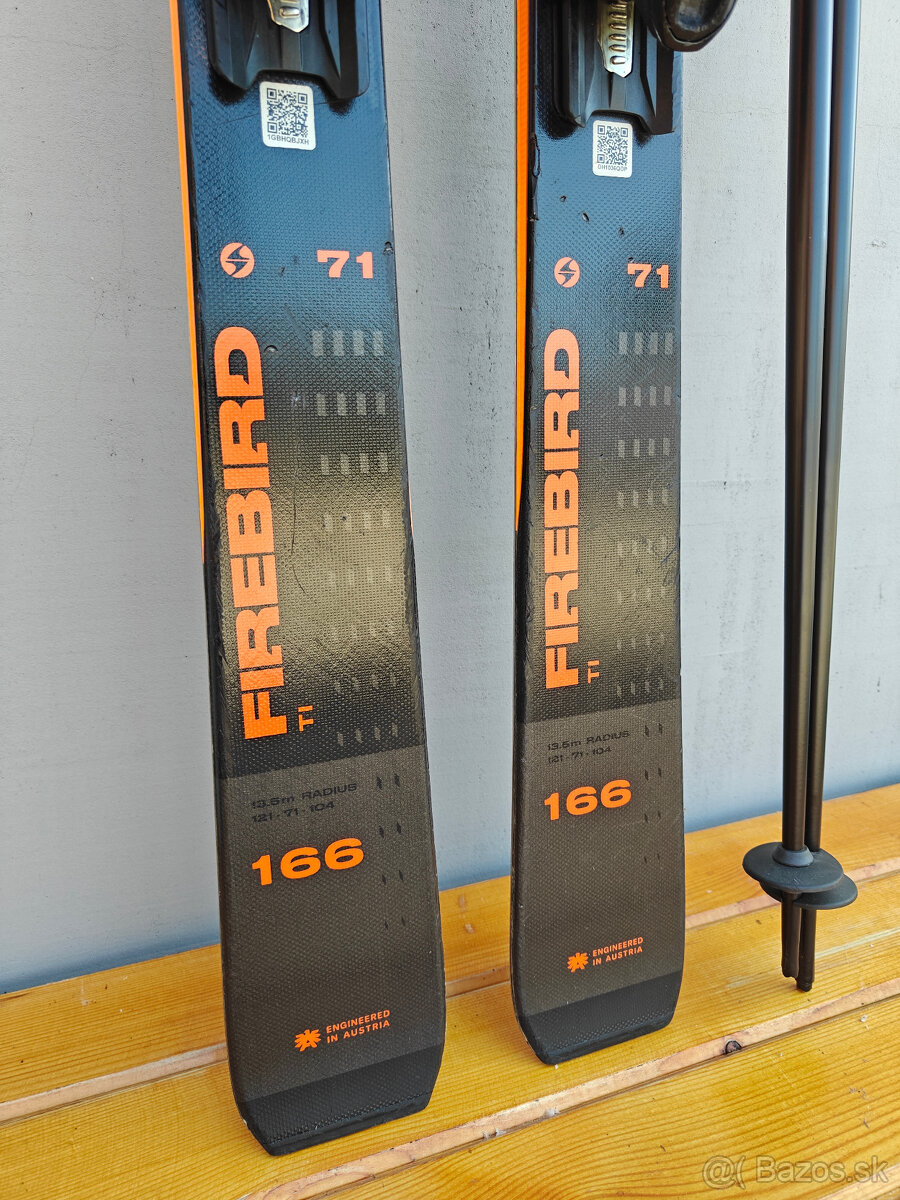 1GBHQBJXH
71
FIREBIRD
TI
13.5m RADIUS
121 · 71 · 104
166
ENGINEERED
IN AUSTRIA
71
FIREBIRD
TI
13.5m RADIUS
121 · 71 · 104
166
ENGINEERED
IN AUSTRIA
@( Bazos.sk